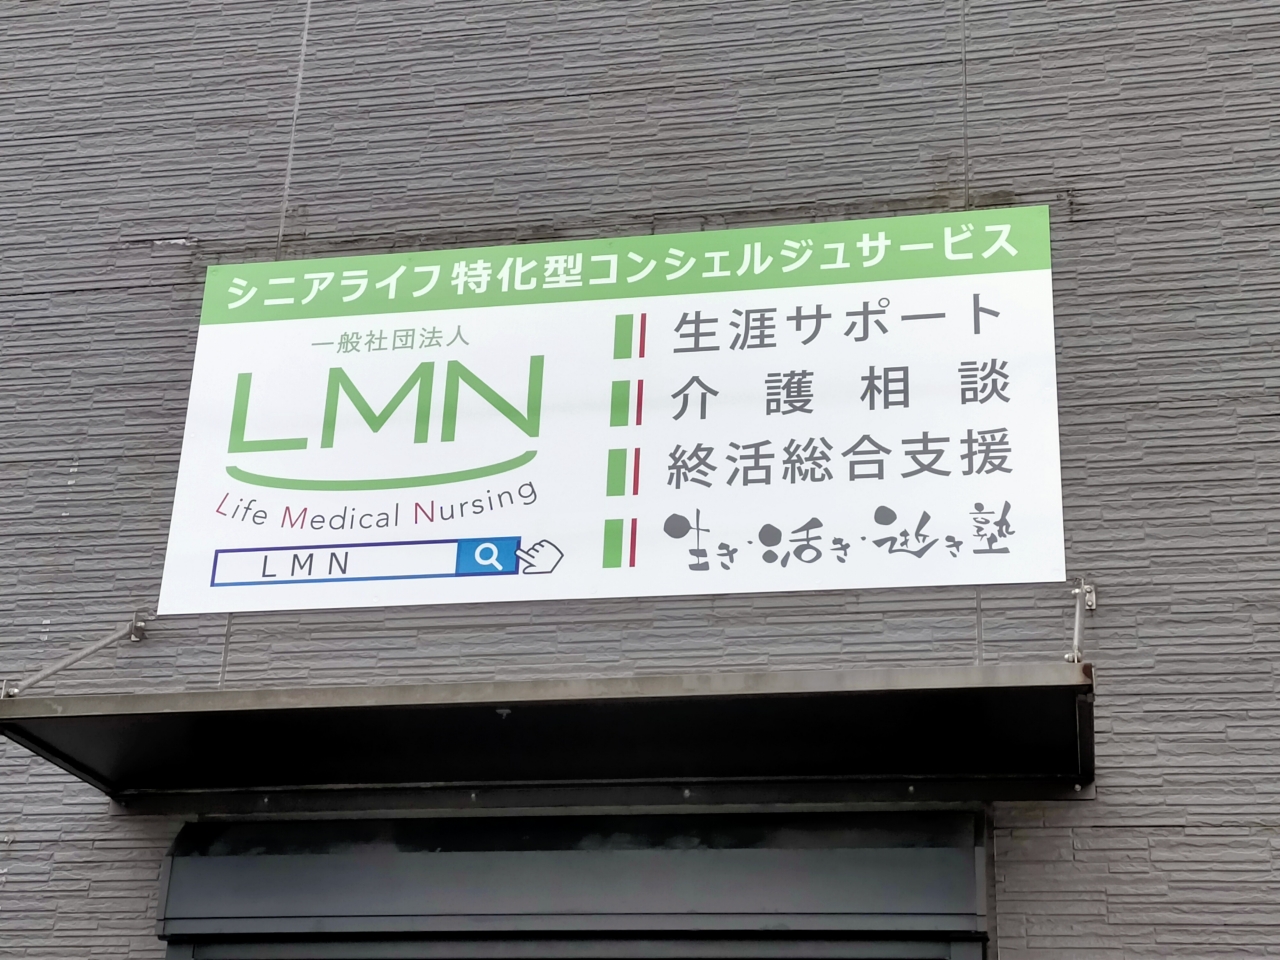 シニアライフ特化型コンシェルジュサービス
一般社団法人
LMN
Life Medical Nursing
LMN
生涯サポート
介護相談
終活総合支援
生き・活き・逝き塾